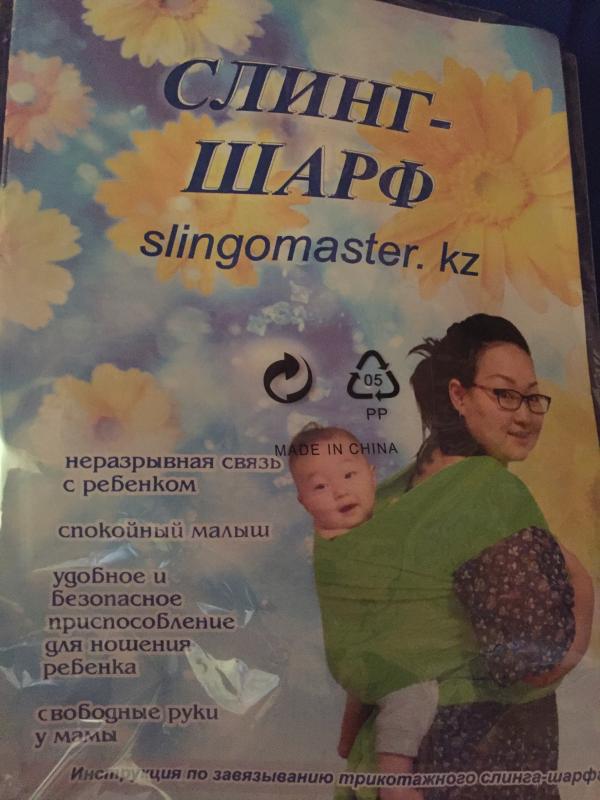 СЛИНГ-
ШАРФ
slingomaster. kz
05
PP
MADE IN CHINA
неразрывная связь
с ребенком
спокойный малыш
удобное и
безопасное
приспособление
для ношения
ребенка
свободные руки
у мамы
Инструкция по завязыванию трикотажного слинга-шарфа